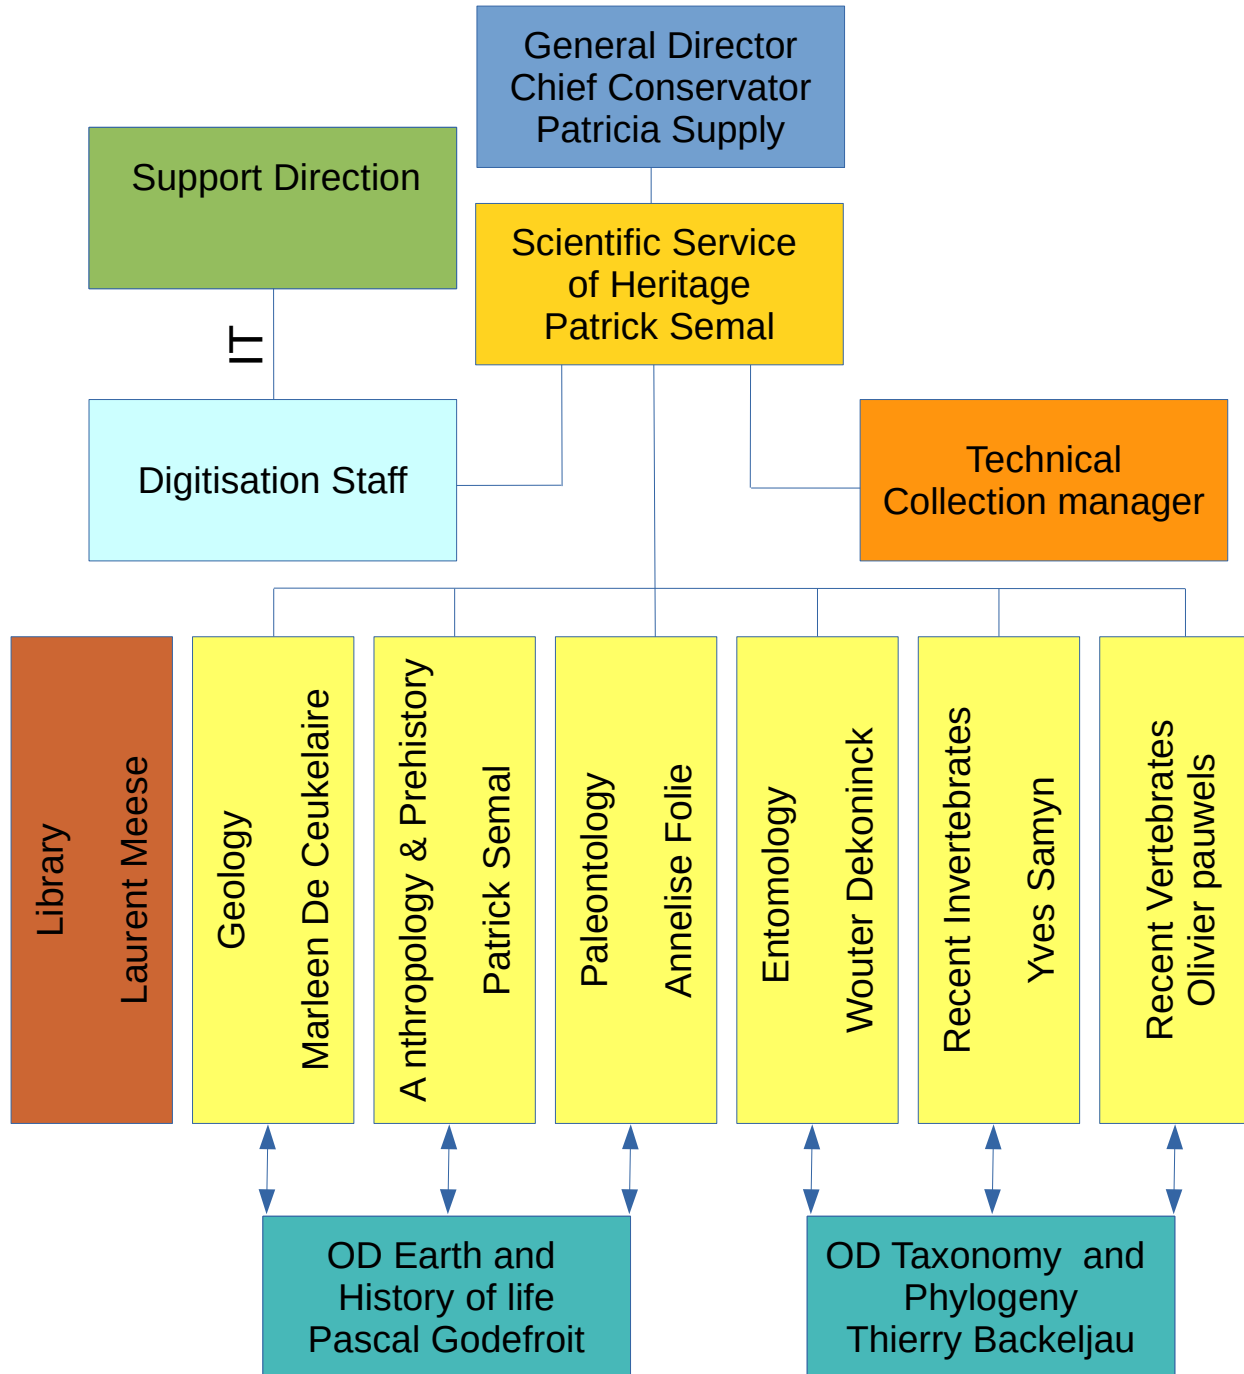 General Director
Chief Conservator
Patricia Supply
Support Direction
Scientific Service
of Heritage
Patrick Semal
IT
Digitisation Staff
Technical
Collection manager
Library
Laurent Meese
Geology
Marleen De Ceukelaire
A nthropology & Prehistory
Patrick Semal
Paleontology
Annelise Folie
Entomology
Wouter Dekoninck
Recent Invertebrates
Yves Samyn
Recent Vertebrates
Olivier pauwels
OD Earth and
History of life
Pascal Godefroit
OD Taxonomy and
Phylogeny
Thierry Backeljau